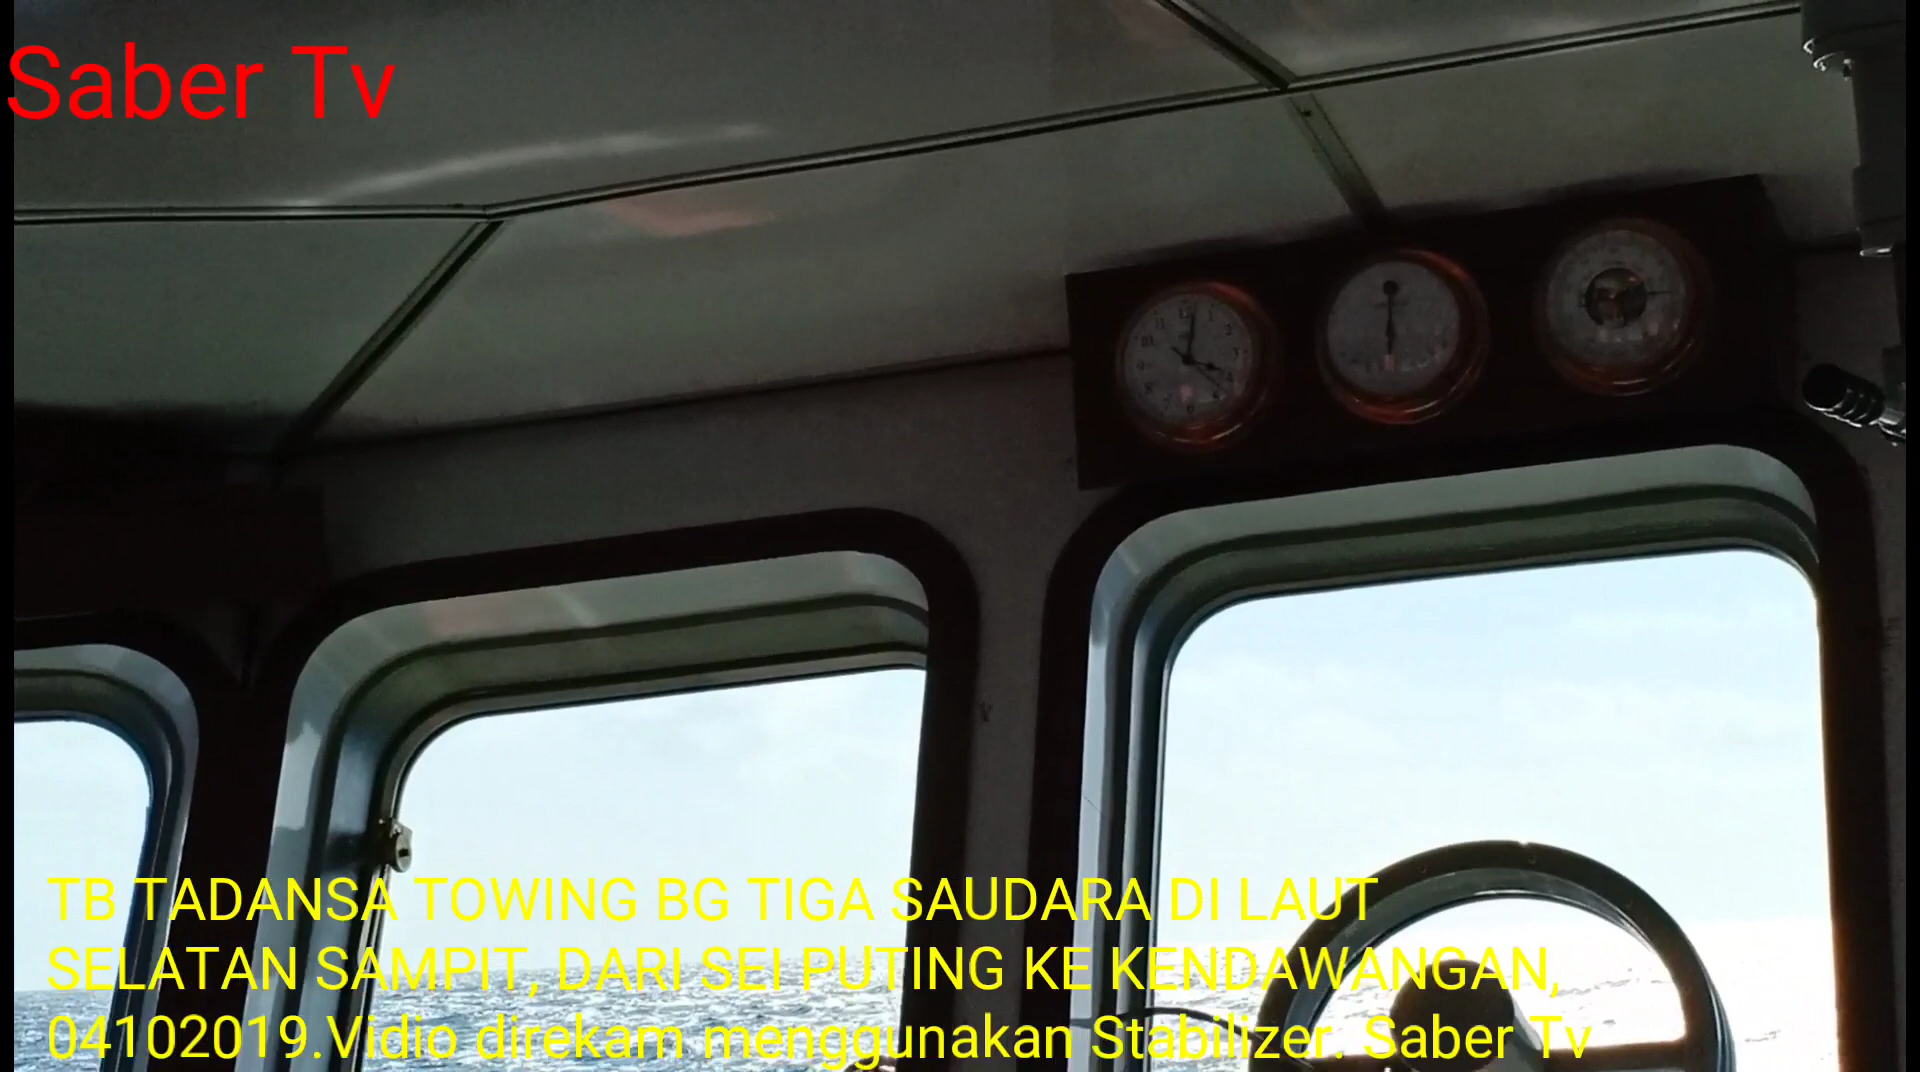 Saber Tv
TB TADANSA TOWING BG TIGA SAUDARA DI LAUT
SELATAN SAMPIT, DARI SEI PUTING KE KENDAWANGAN,
04102019.Vidio direkam menggunakan Stabilizer. Saber Tv